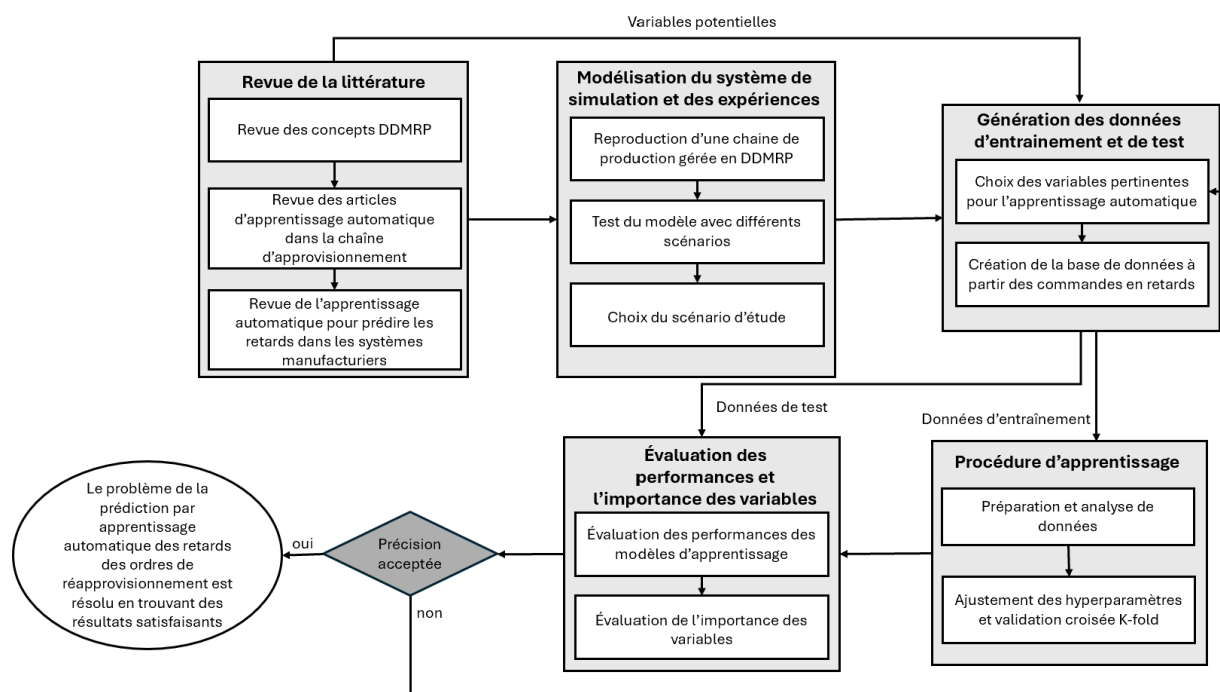 Variables potentielles
Revue de la littérature
Revue des concepts DDMRP
Revue des articles
d'apprentissage automatique
dans la chaîne
d'approvisionnement
Revue de l'apprentissage
automatique pour prédire les
retards dans les systèmes
manufacturiers
Modélisation du système de
simulation et des expériences
Reproduction d'une chaine de
production gérée en DDMRP
Test du modèle avec différents
scénarios
Choix du scénario d'étude
Génération des données
d'entrainement et de test
Choix des variables pertinentes
pour l'apprentissage automatique
Création de la base de données à
partir des commandes en retards
Données de test
Données d'entraînement
Procédure d'apprentissage
Préparation et analyse de
données
Ajustement des hyperparamètres
et validation croisée K-fold
Évaluation des
performances et
l'importance des variables
Évaluation des performances des
modèles d'apprentissage
Évaluation de l'importance des
variables
Précision
acceptée
oui
non
Le problème de la
prédiction par
apprentissage
automatique des retards
des ordres de
réapprovisionnement est
résolu en trouvant des
résultats satisfaisants